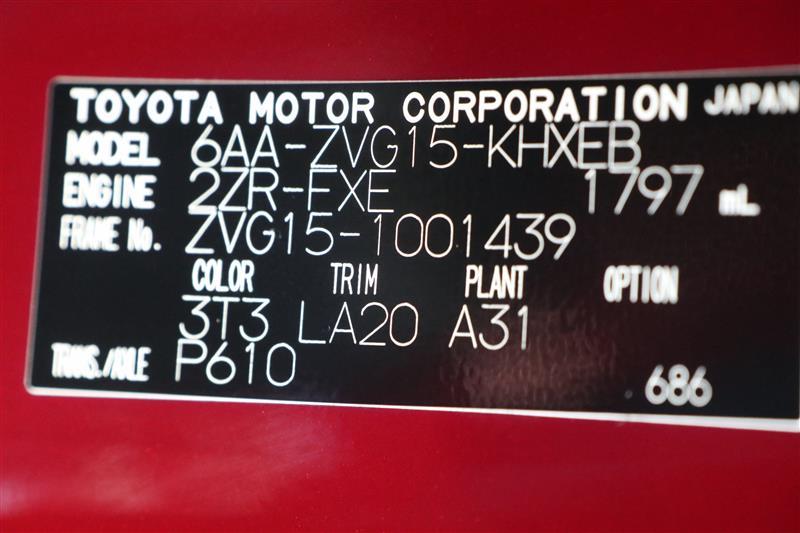 TOYOTA MOTOR CORPORATION JAPAN
MODEL 6AA-ZVG15-KHXEB
ENGINE 2ZR-FXE 1797 mL
FRAME No. ZVG15-1001439
COLOR TRIM PLANT OPTION
3T3 LA20 A31
TRANS./AXLE P610 686